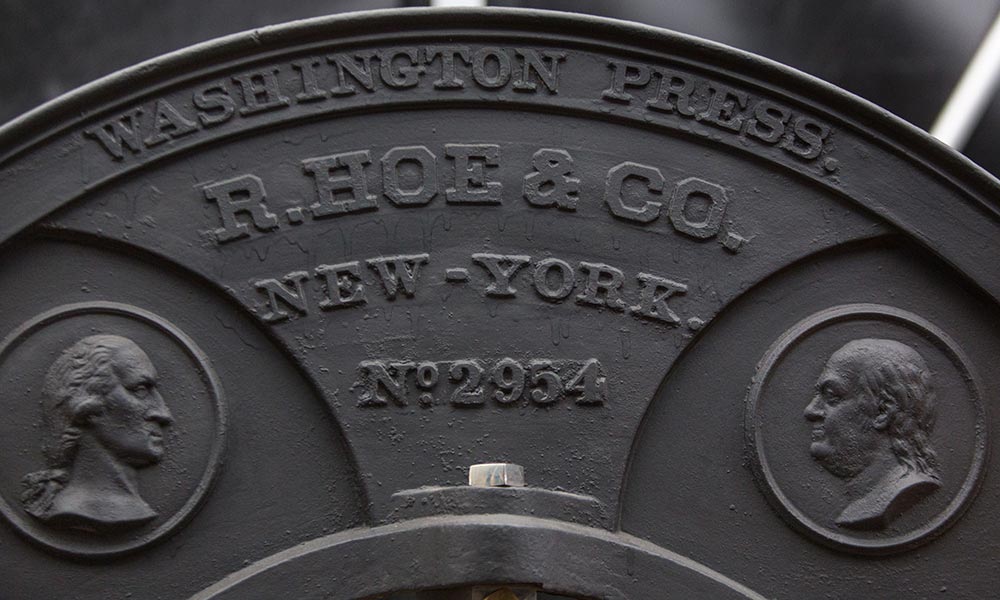 WASHINGTON PRESS.
R. HOE & CO.
NEW-YORK.
No. 2954